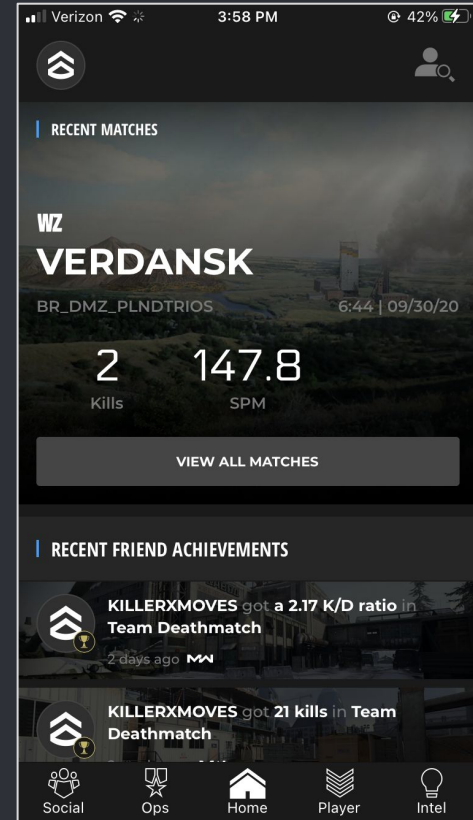 Verizon 3:58 PM 42%
RECENT MATCHES
WZ
VERDANSK
BR_DMZ_PLNDTRIOS 6:44 | 09/30/20
2 147.8
Kills SPM
VIEW ALL MATCHES
RECENT FRIEND ACHIEVEMENTS
KILLERXMOVES got a 2.17 K/D ratio in
Team Deathmatch
2 days ago MW
KILLERXMOVES got 21 kills in Team
Deathmatch
Social Ops Home Player Intel